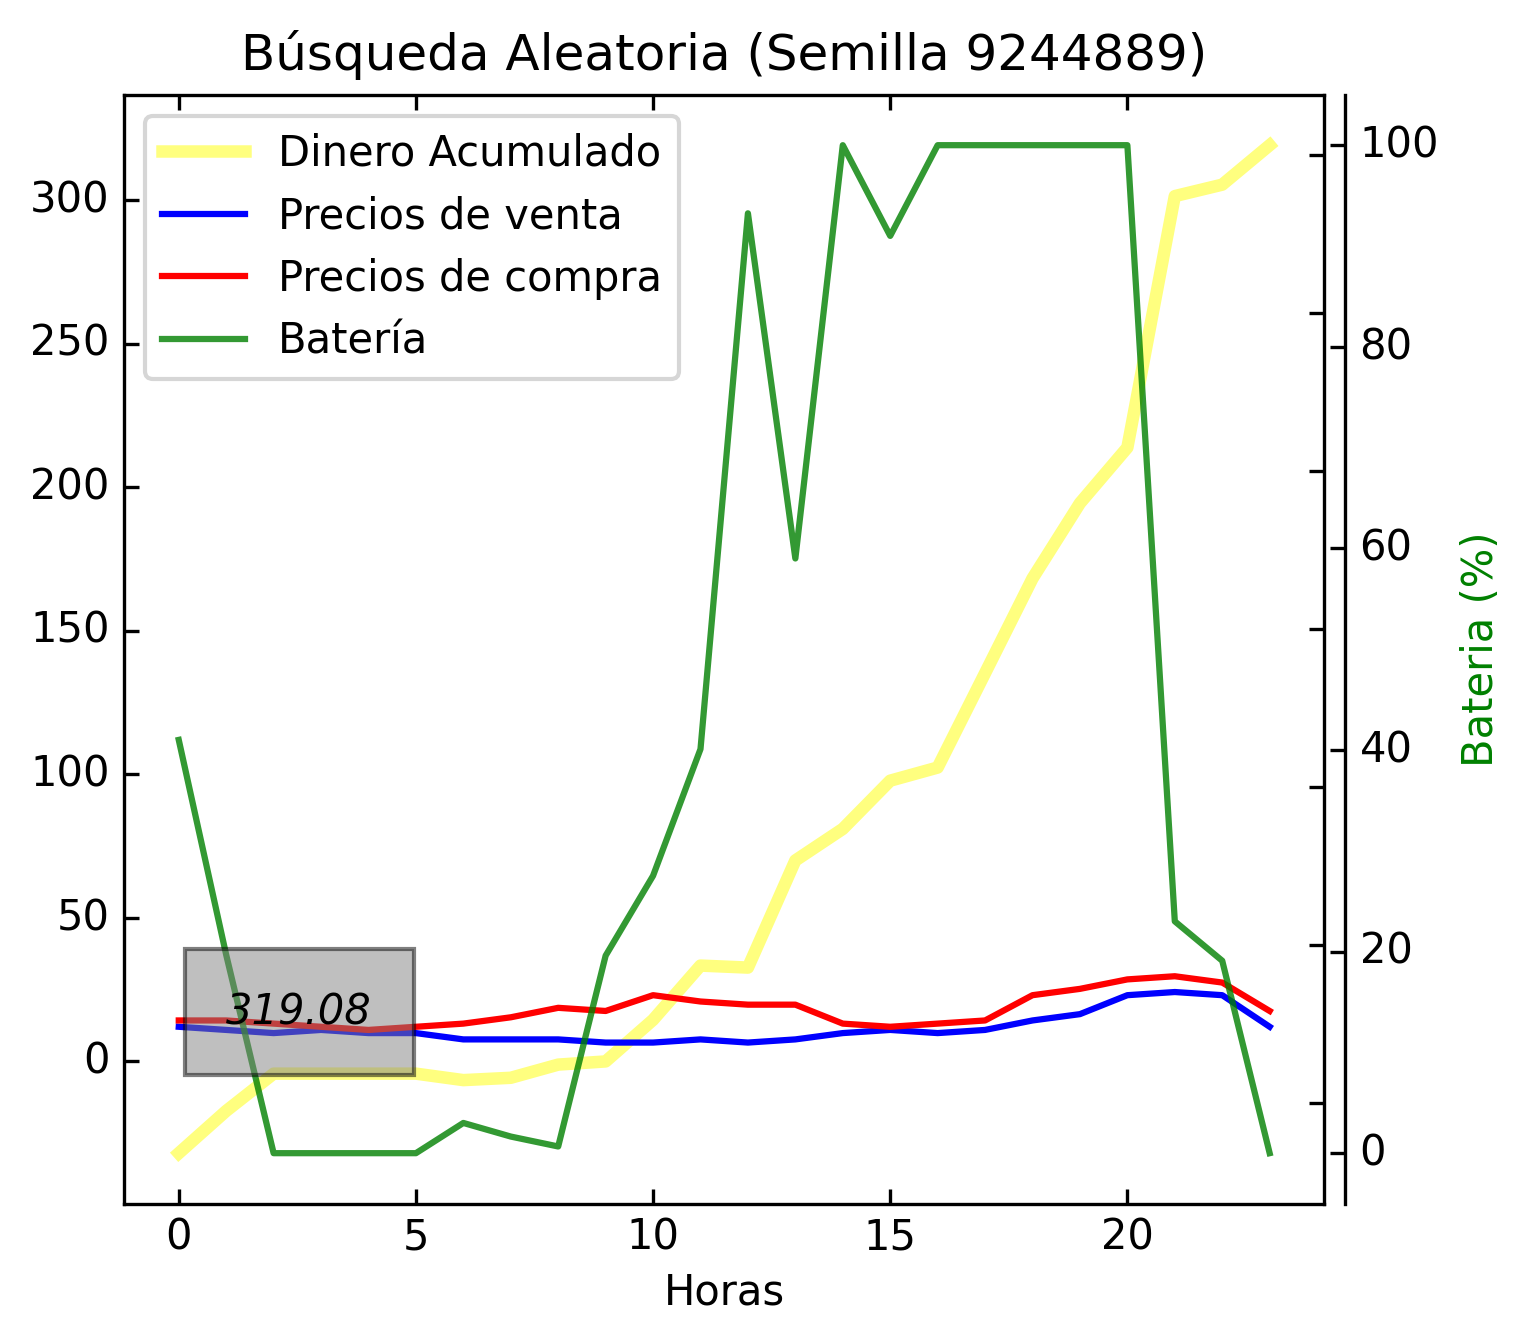 Búsqueda Aleatoria (Semilla 9244889)
Dinero Acumulado
Precios de venta
Precios de compra
Batería
300
250
200
150
100
50
0
319.08
100
80
60
40
20
0
Bateria (%)
0 5 10 15 20
Horas